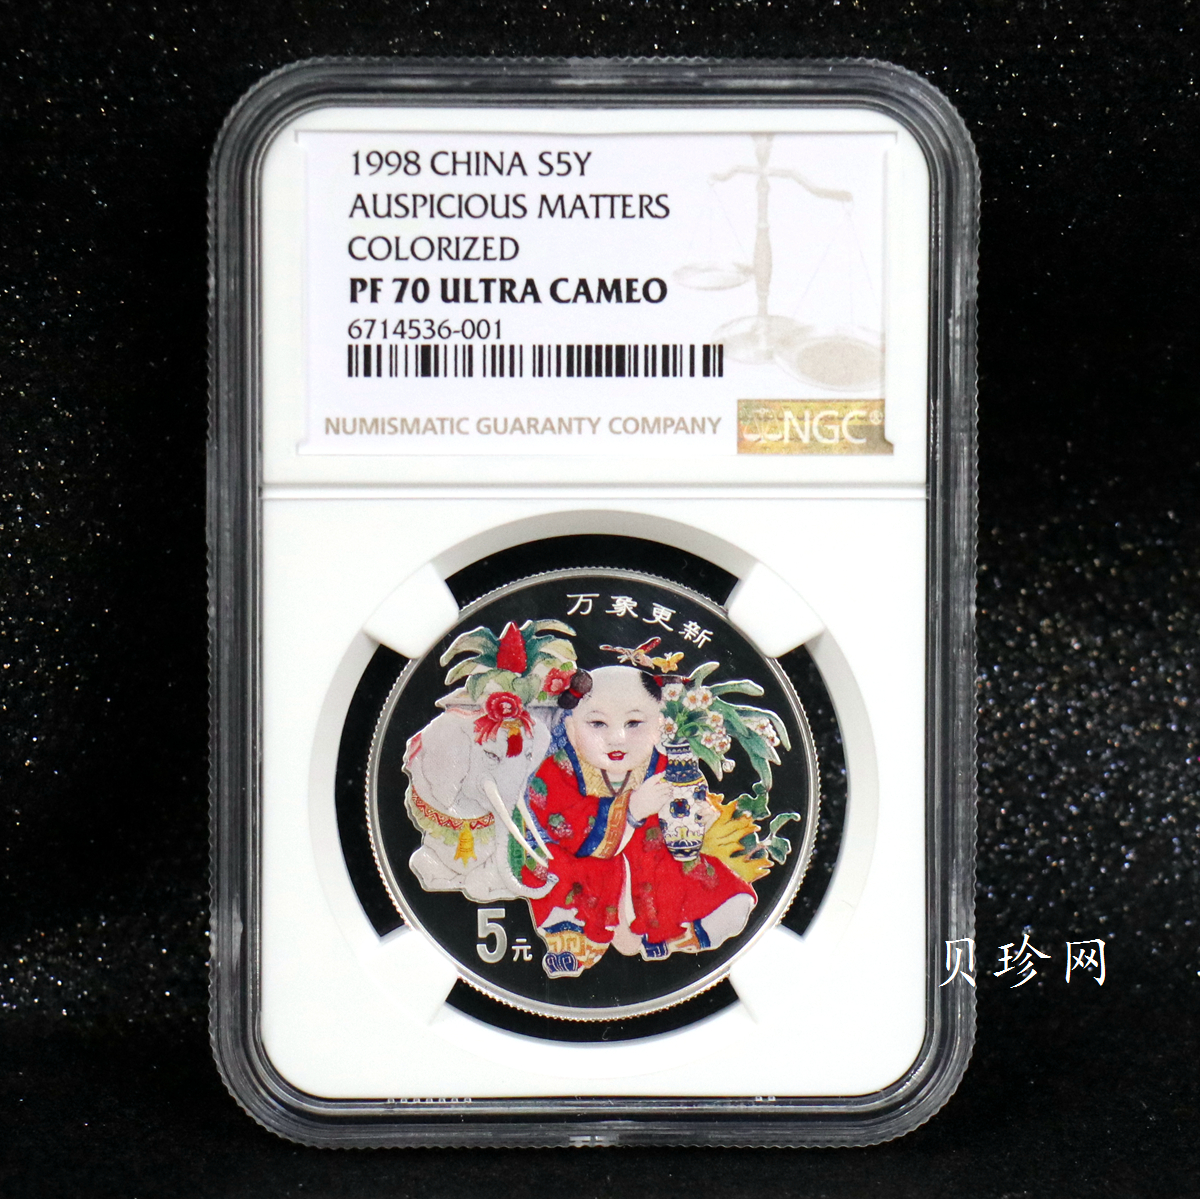 1998 CHINA S5Y
AUSPICIOUS MATTERS
COLORIZED
PF 70 ULTRA CAMEO
6714536-001
NUMISMATIC GUARANTY COMPANY
NGC®
万象更新
5元
贝珍网